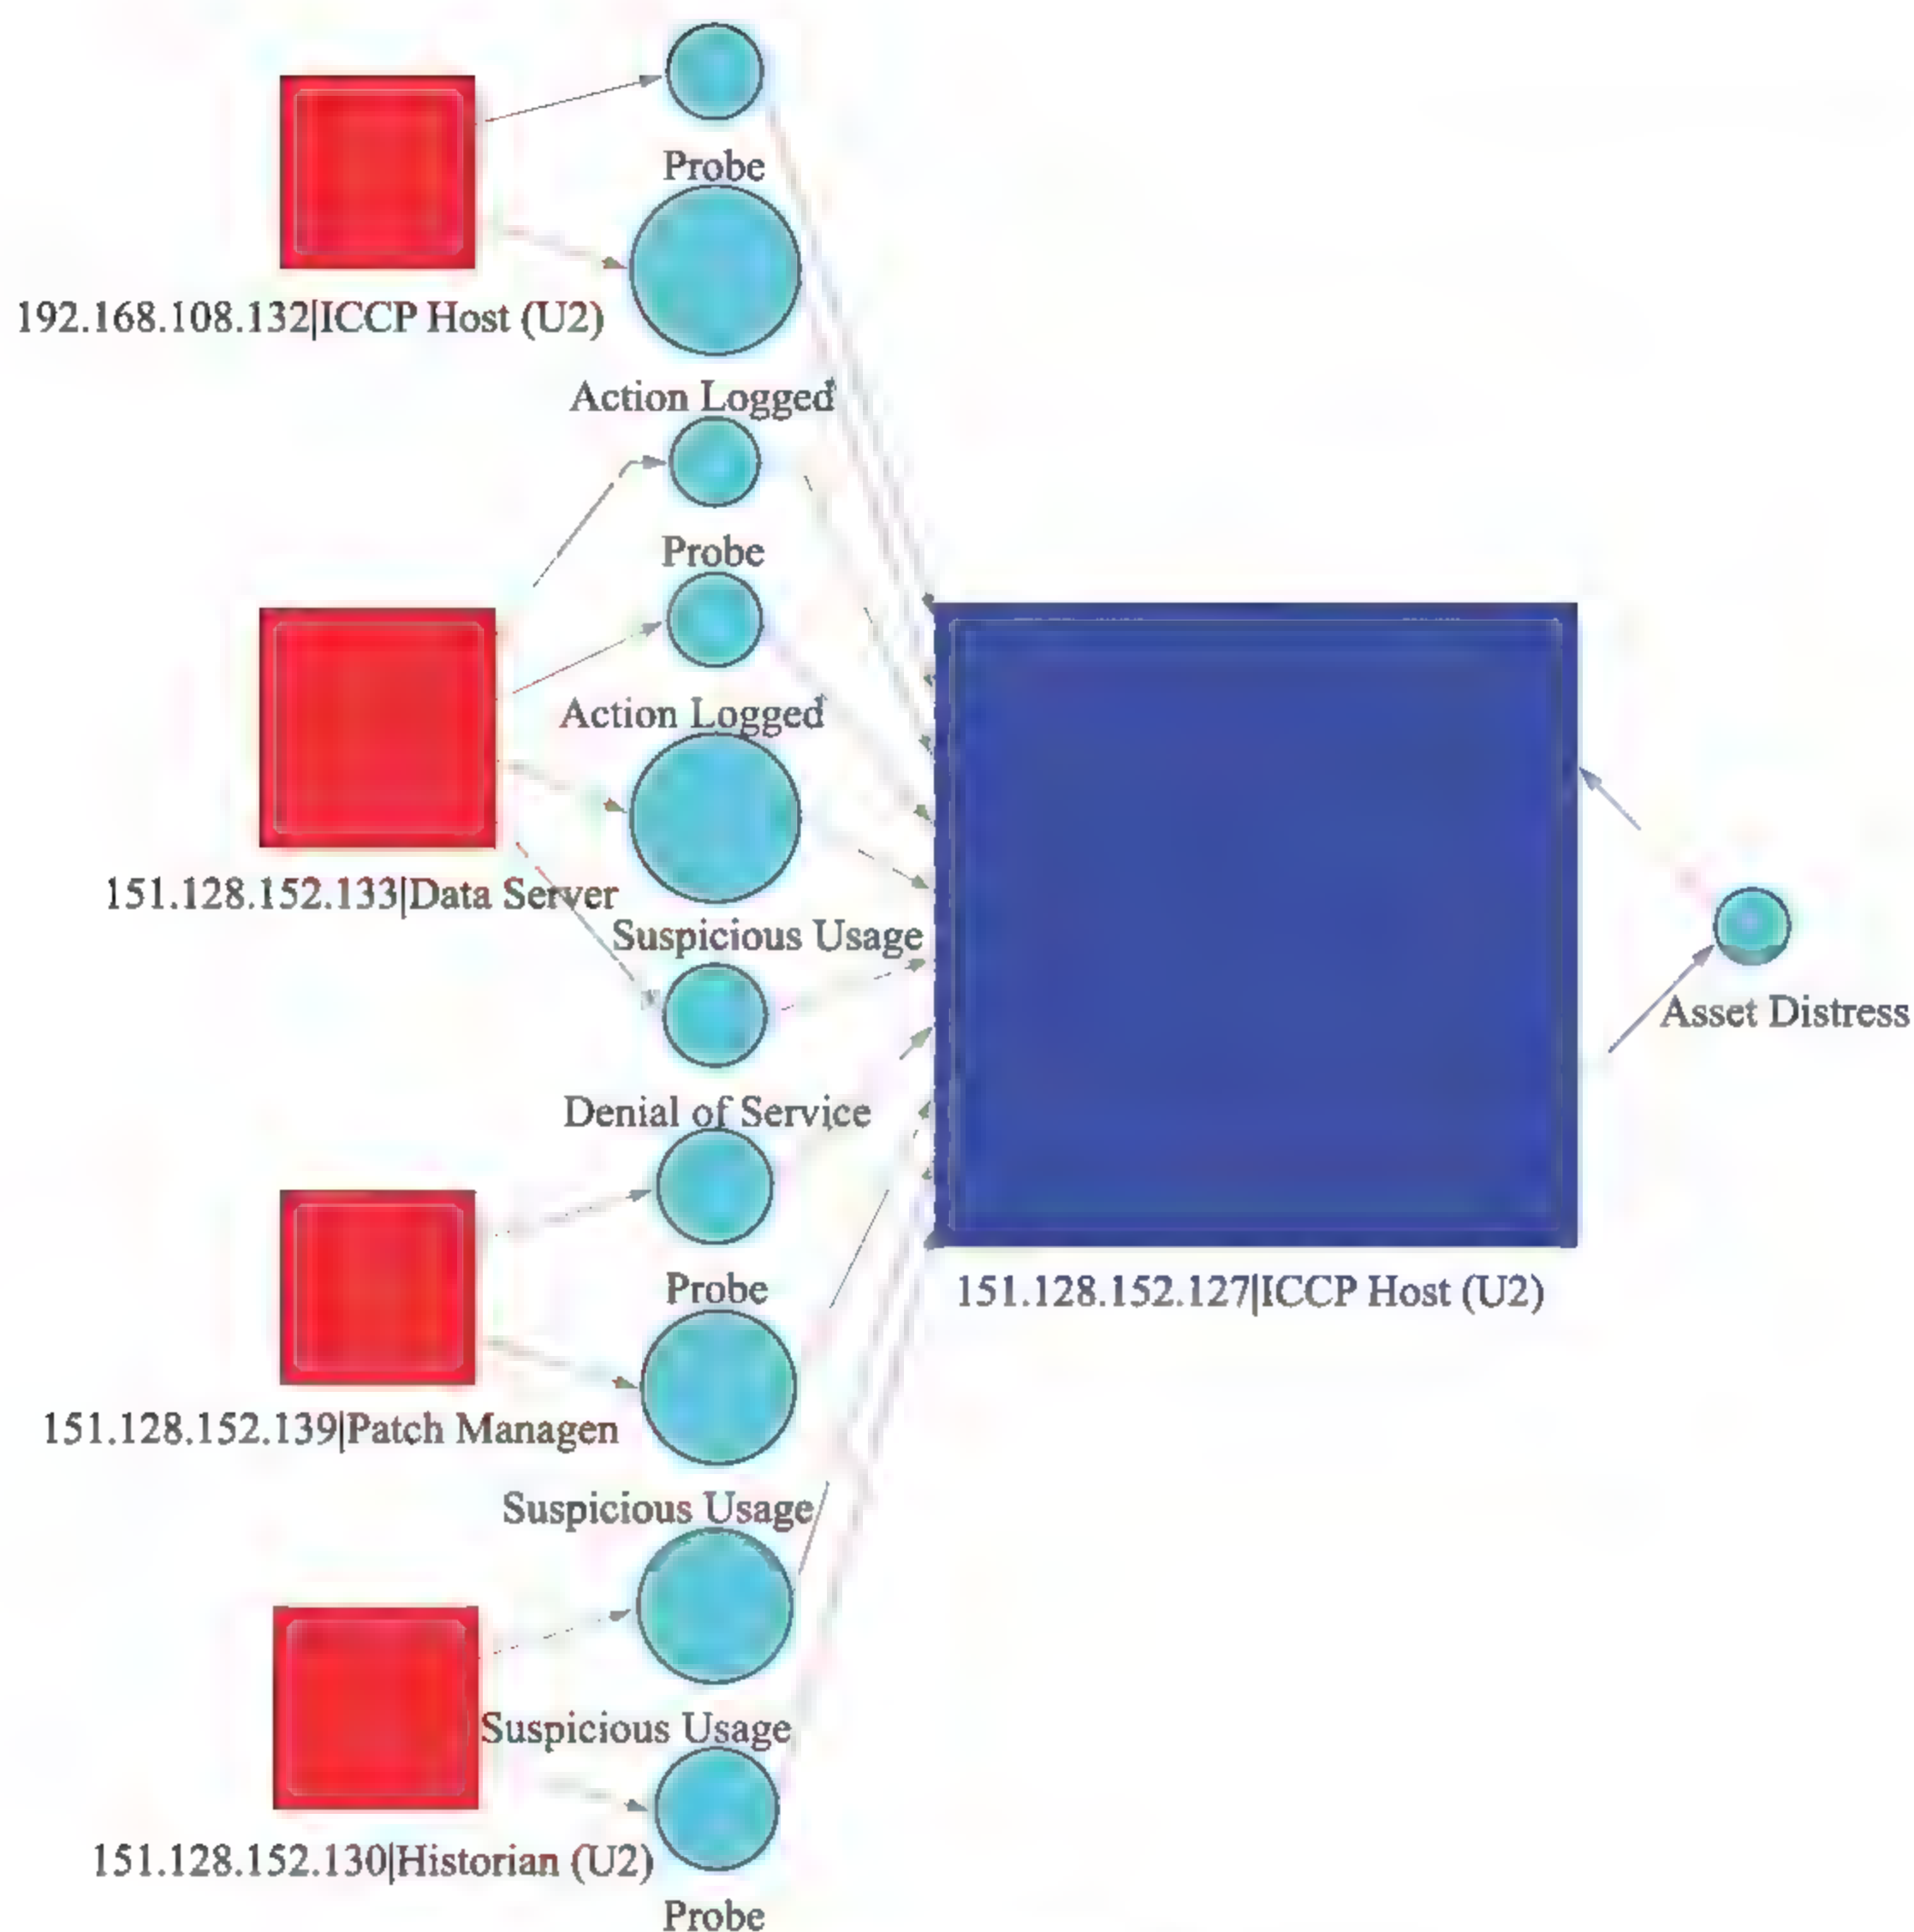 Probe
192.168.108.132|ICCP Host (U2)
Action Logged
Probe
Action Logged
151.128.152.133|Data Server
Suspicious Usage
Asset Distress
Denial of Service
Probe
151.128.152.127|ICCP Host (U2)
151.128.152.139|Patch Managen
Suspicious Usage
Suspicious Usage
151.128.152.130|Historian (U2)
Probe